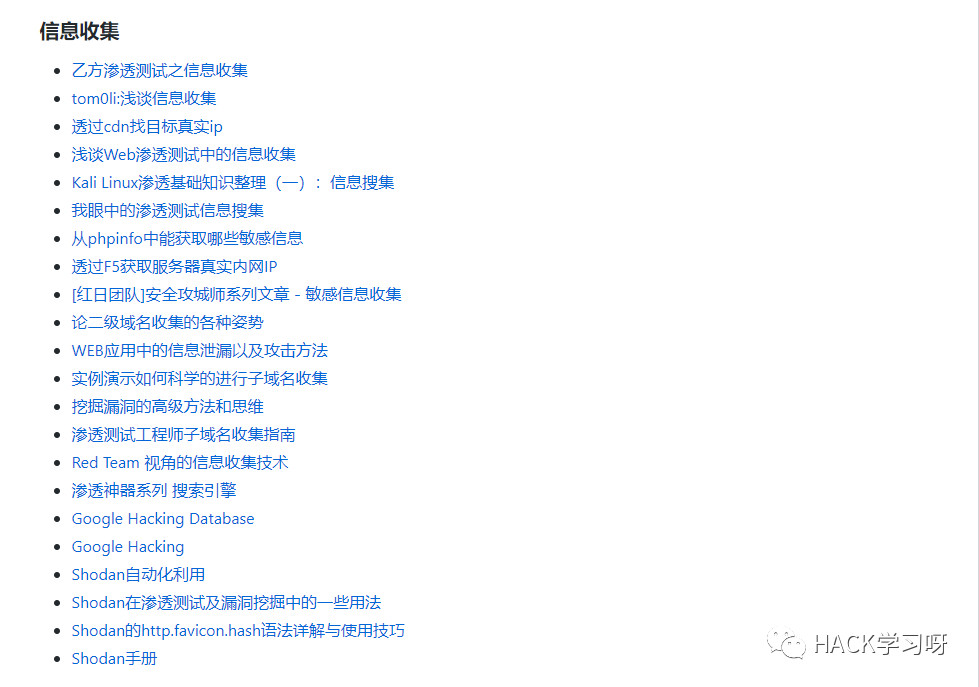 信息收集
乙方渗透测试之信息收集
tom0li:浅谈信息收集
透过cdn找目标真实ip
浅谈Web渗透测试中的信息收集
Kali Linux渗透基础知识整理（一）：信息搜集
我眼中的渗透测试信息搜集
从phpinfo中能获取哪些敏感信息
透过F5获取服务器真实内网IP
[红日团队]安全攻城师系列文章 - 敏感信息收集
论二级域名收集的各种姿势
WEB应用中的信息泄漏以及攻击方法
实例演示如何科学的进行子域名收集
挖掘漏洞的高级方法和思维
渗透测试工程师子域名收集指南
Red Team 视角的信息收集技术
渗透神器系列 搜索引擎
Google Hacking Database
Google Hacking
Shodan自动化利用
Shodan在渗透测试及漏洞挖掘中的一些用法
Shodan的http.favicon.hash语法详解与使用技巧
Shodan手册
HACK学习呀